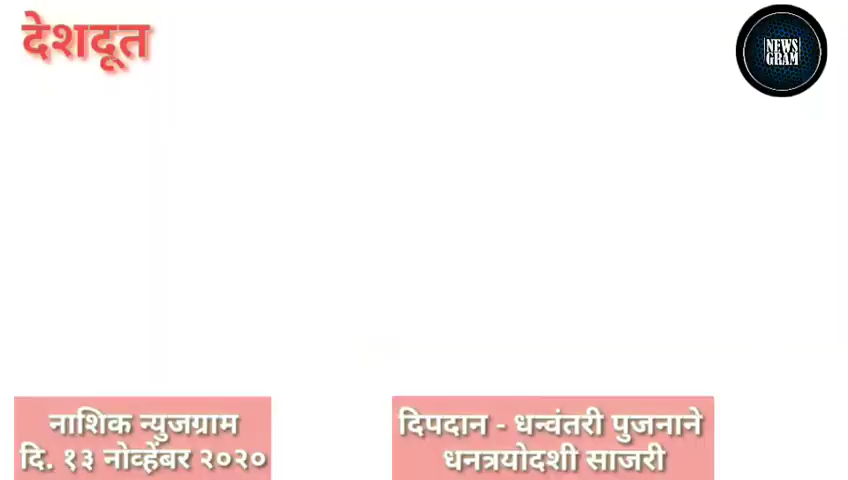 देशदूत
NEWS
GRAM
नाशिक न्युजग्राम
दि. १३ नोव्हेंबर २०२०
दिपदान - धन्वंतरी पुजनाने
धनत्रयोदशी साजरी